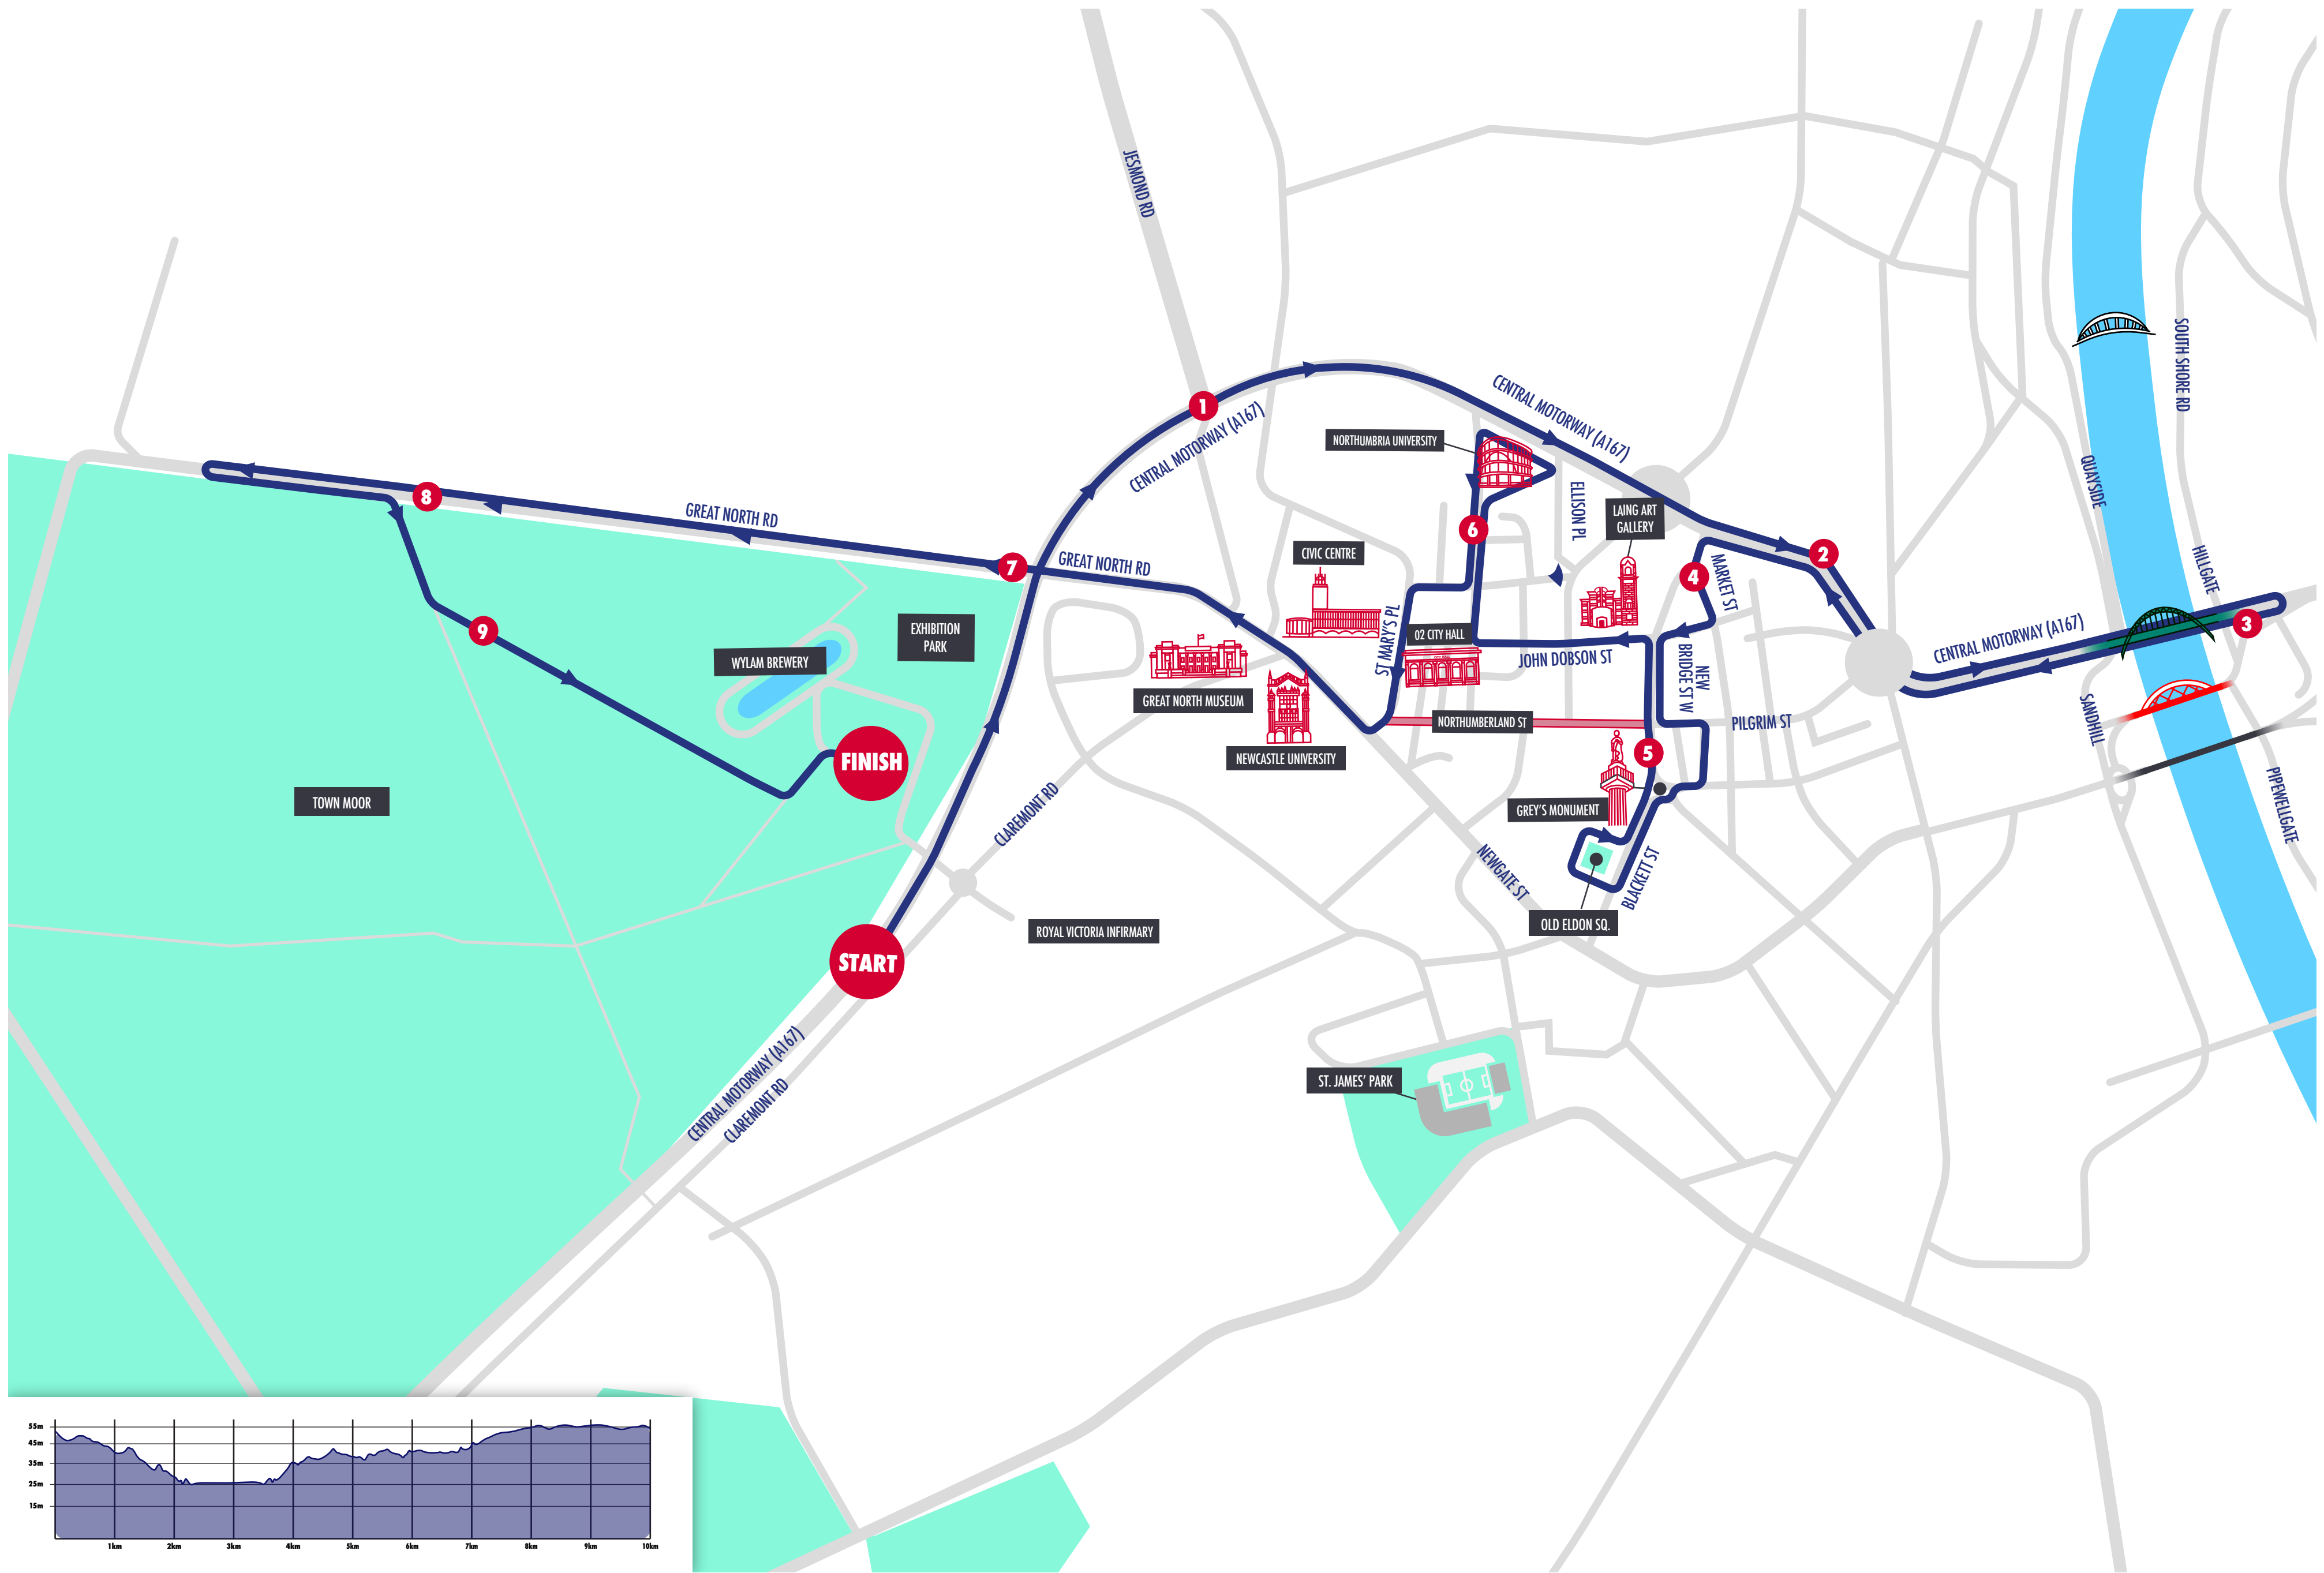 JESMOND RD
CENTRAL MOTORWAY (A167)
1
CENTRAL MOTORWAY (A167)
NORTHUMBRIA UNIVERSITY
SOUTH SHORE RD
QUAYSIDE
8
GREAT NORTH RD
ELLISON PL
LAING ART
GALLERY
6
7
GREAT NORTH RD
CIVIC CENTRE
2
4
MARKET ST
HILLGATE
3
9
EXHIBITION
PARK
WYLAM BREWERY
ST MARY'S PL
02 CITY HALL
JOHN DOBSON ST
NEW
BRIDGE ST W
CENTRAL MOTORWAY (A167)
GREAT NORTH MUSEUM
NORTHUMBERLAND ST
PILGRIM ST
SANDHILL
NEWCASTLE UNIVERSITY
5
FINISH
TOWN MOOR
CLAREMONT RD
GREY'S MONUMENT
PIPEWELLGATE
NEWGATE ST
BLACKETT ST
OLD ELDON SQ.
ROYAL VICTORIA INFIRMARY
START
CENTRAL MOTORWAY (A167)
CLAREMONT RD
ST. JAMES' PARK
55m
45m
35m
25m
15m
1km 2km 3km 4km 5km 6km 7km 8km 9km 10km